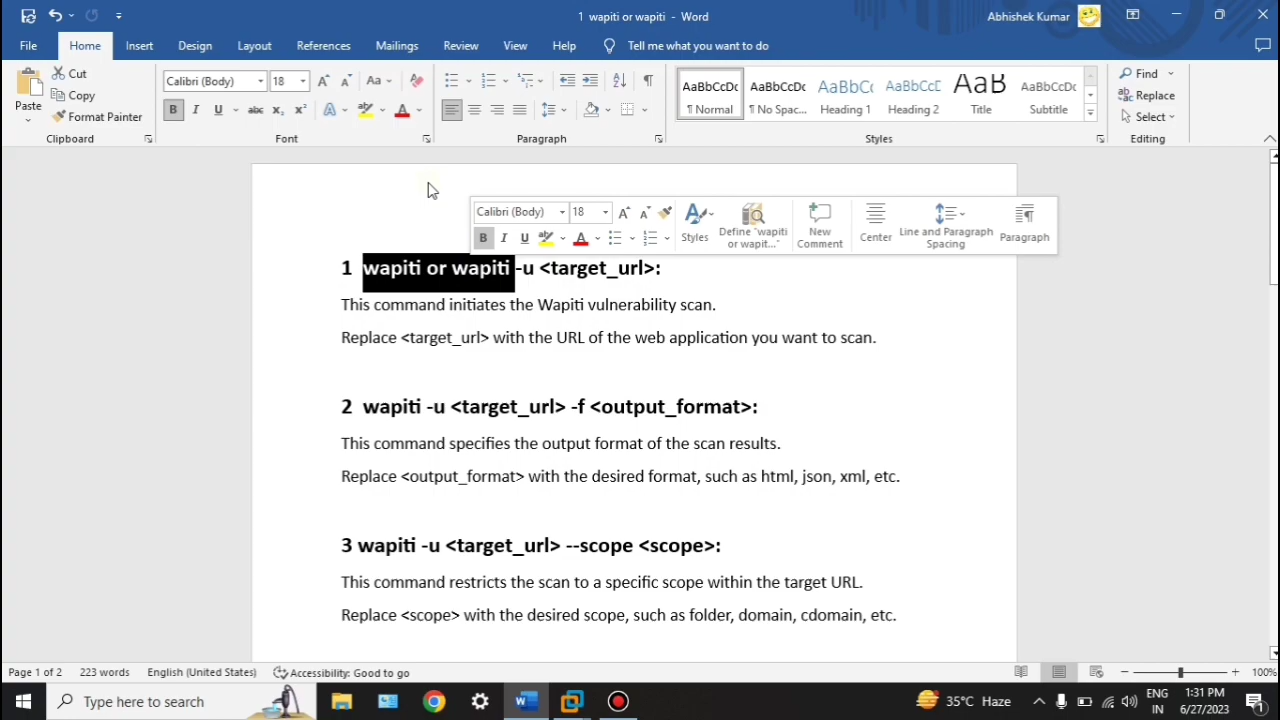 1 wapiti or wapiti - Word
Abhishek Kumar
File Home Insert Design Layout References Mailings Review View Help Tell me what you want to do
Paste
Cut
Copy
Format Painter
Clipboard
Calibri (Body) 18
Aa
B I U abc x₂ x² A A
Font
Paragraph
AaBbCcDc AaBbCcDc AaBbCc AaBbCcD AaB AaBbCcDc
¶ Normal ¶ No Spac... Heading 1 Heading 2 Title Subtitle
Styles
Find
Replace
Select
Editing
Calibri (Body) 18
B I U A
Styles
Define "wapiti or wapit..."
New Comment
Center
Line and Paragraph Spacing
Paragraph
1 wapiti or wapiti -u <target_url>:
This command initiates the Wapiti vulnerability scan.
Replace <target_url> with the URL of the web application you want to scan.
2 wapiti -u <target_url> -f <output_format>:
This command specifies the output format of the scan results.
Replace <output_format> with the desired format, such as html, json, xml, etc.
3 wapiti -u <target_url> --scope <scope>:
This command restricts the scan to a specific scope within the target URL.
Replace <scope> with the desired scope, such as folder, domain, cdomain, etc.
Page 1 of 2 223 words English (United States) Accessibility: Good to go 100%
Type here to search
35°C Haze
ENG
IN
1:31 PM
6/27/2023
1